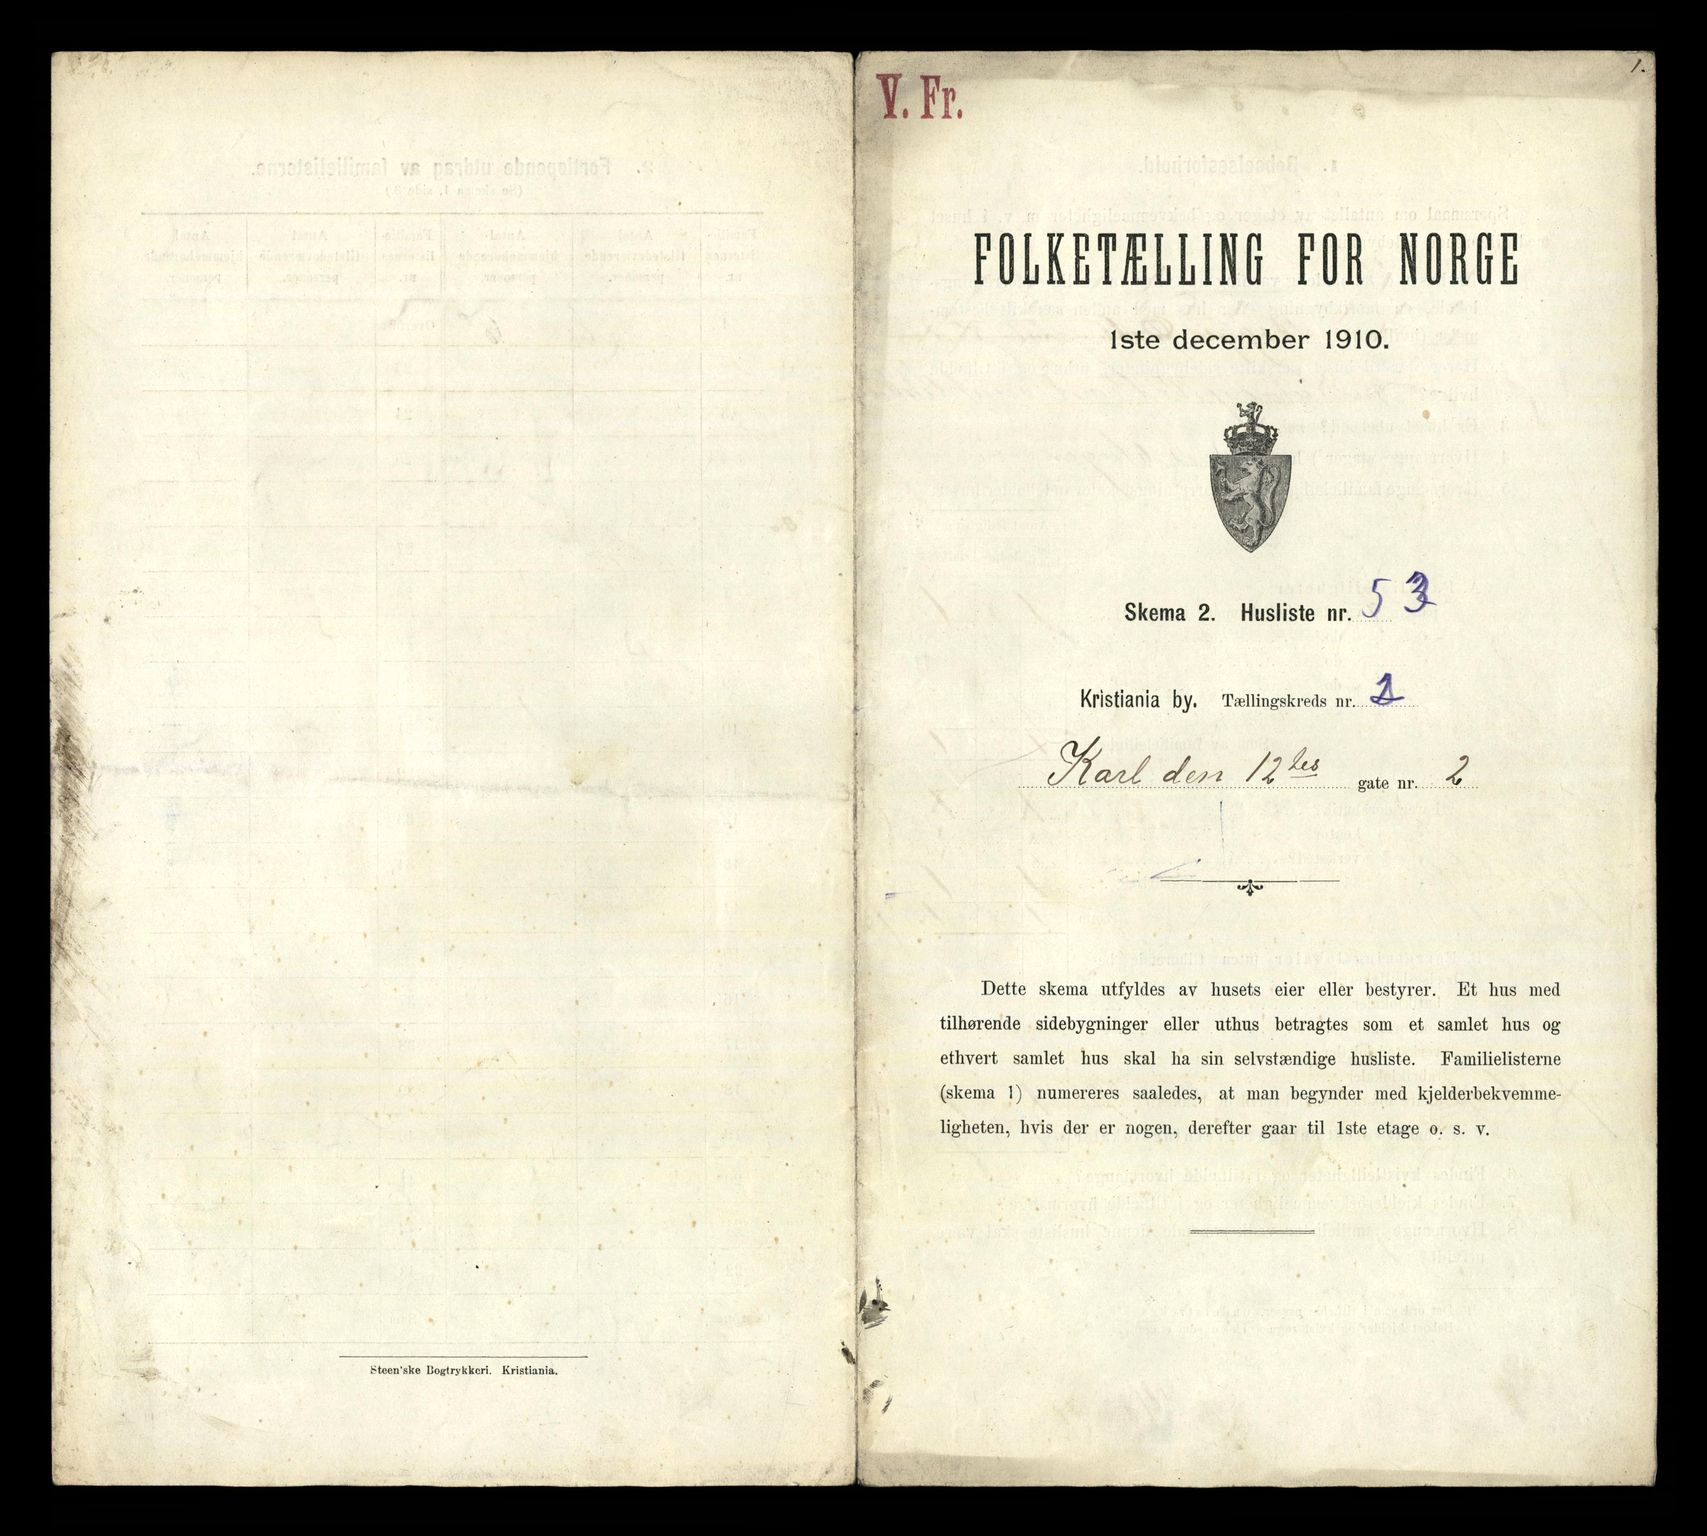 1.
V. Fr.
FOLKETÆLLING FOR NORGE
1ste december 1910.
Skema 2. Husliste nr. 53
Kristiania by. Tællingskreds nr. 1
Karl den 12tes gate nr. 2
Dette skema utfyldes av husets eier eller bestyrer. Et hus med
tilhørende sidebygninger eller uthus betragtes som et samlet hus og
ethvert samlet hus skal ha sin selvstændige husliste. Familielisterne
(skema 1) numereres saaledes, at man begynder med kjelderbekvemme-
ligheten, hvis der er nogen, derefter gaar til 1ste etage o. s. v.
Steen'ske Bogtrykkeri. Kristiania.